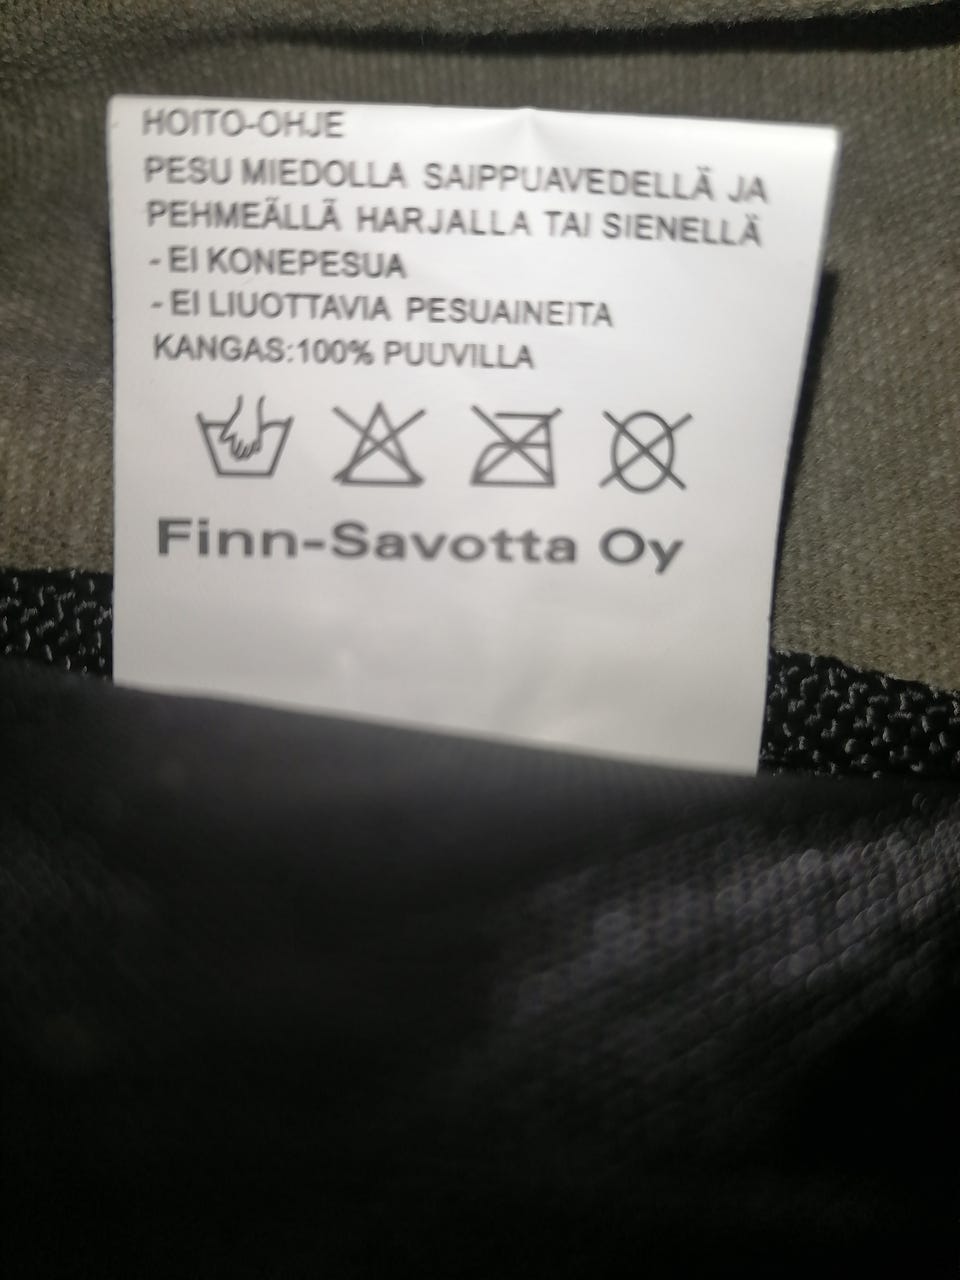 HOITO-OHJE
PESU MIEDOLLA SAIPPUAVEDELLÄ JA
PEHMEÄLLÄ HARJALLA TAI SIENELLÄ
- EI KONEPESUA
- EI LIUOTTAVIA PESUAINEITA
KANGAS:100% PUUVILLA
Finn-Savotta Oy